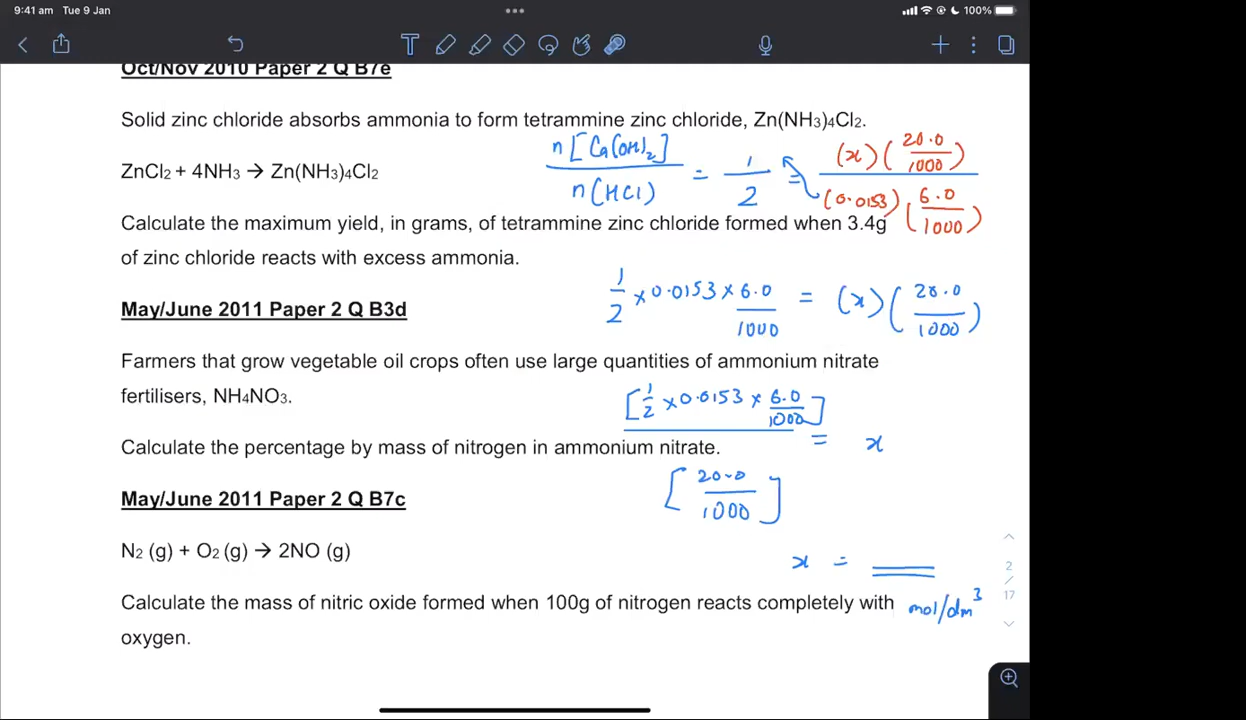 9:41 am Tue 9 Jan
100%
Oct/Nov 2010 Paper 2 Q B7e
Solid zinc chloride absorbs ammonia to form tetrammine zinc chloride, Zn(NH3)4Cl2.
n[Ca(OH)2] / n(HCl) = 1/2 = (x)(20.0/1000) / (0.0153)(6.0/1000)
ZnCl2 + 4NH3 → Zn(NH3)4Cl2
Calculate the maximum yield, in grams, of tetrammine zinc chloride formed when 3.4g
of zinc chloride reacts with excess ammonia.
1/2 × 0.0153 × 6.0/1000 = (x)(20.0/1000)
May/June 2011 Paper 2 Q B3d
Farmers that grow vegetable oil crops often use large quantities of ammonium nitrate
fertilisers, NH4NO3.
[1/2 × 0.0153 × 6.0/1000] / [20.0/1000] = x
Calculate the percentage by mass of nitrogen in ammonium nitrate.
May/June 2011 Paper 2 Q B7c
N2 (g) + O2 (g) → 2NO (g)
x =
mol/dm3
Calculate the mass of nitric oxide formed when 100g of nitrogen reacts completely with
oxygen.
2
/
17